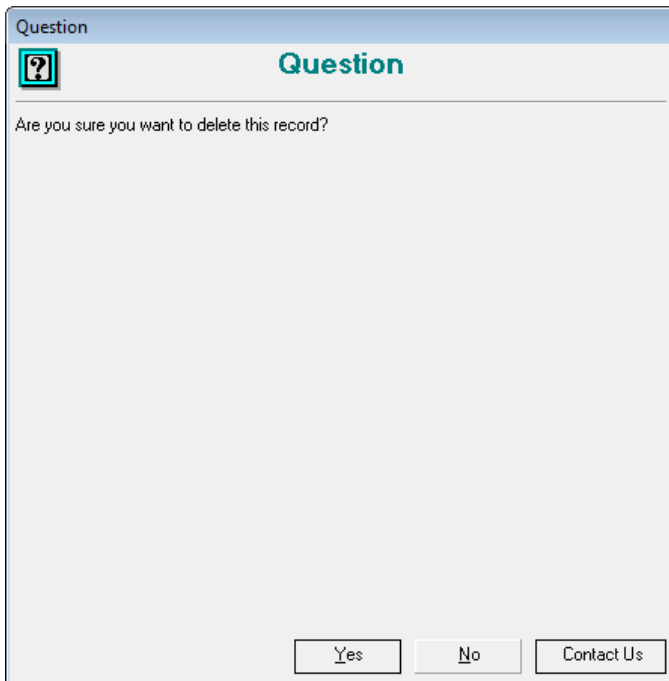 Question
Question
Are you sure you want to delete this record?
Yes No Contact Us